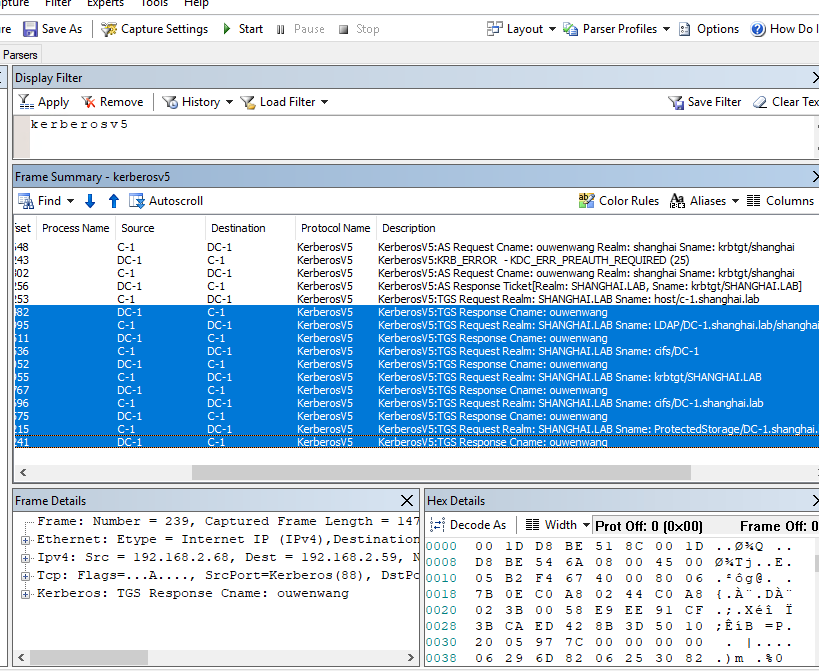 pture Filter Experts Tools Help
re Save As Capture Settings Start Pause Stop Layout Parser Profiles Options How Do I
Parsers
Display Filter
Apply Remove History Load Filter Save Filter Clear Tex
kerberosv5
Frame Summary - kerberosv5
Find Autoscroll Color Rules Aliases Columns
fset Process Name Source Destination Protocol Name Description
548 C-1 DC-1 KerberosV5 KerberosV5:AS Request Cname: ouwenwang Realm: shanghai Sname: krbtgt/shanghai
243 DC-1 C-1 KerberosV5 KerberosV5:KRB_ERROR - KDC_ERR_PREAUTH_REQUIRED (25)
302 C-1 DC-1 KerberosV5 KerberosV5:AS Request Cname: ouwenwang Realm: shanghai Sname: krbtgt/shanghai
256 DC-1 C-1 KerberosV5 KerberosV5:AS Response Ticket[Realm: SHANGHAI.LAB, Sname: krbtgt/SHANGHAI.LAB]
253 C-1 DC-1 KerberosV5 KerberosV5:TGS Request Realm: SHANGHAI.LAB Sname: host/c-1.shanghai.lab
982 DC-1 C-1 KerberosV5 KerberosV5:TGS Response Cname: ouwenwang
995 C-1 DC-1 KerberosV5 KerberosV5:TGS Request Realm: SHANGHAI.LAB Sname: LDAP/DC-1.shanghai.lab/shanghai
511 DC-1 C-1 KerberosV5 KerberosV5:TGS Response Cname: ouwenwang
536 C-1 DC-1 KerberosV5 KerberosV5:TGS Request Realm: SHANGHAI.LAB Sname: cifs/DC-1
952 DC-1 C-1 KerberosV5 KerberosV5:TGS Response Cname: ouwenwang
955 C-1 DC-1 KerberosV5 KerberosV5:TGS Request Realm: SHANGHAI.LAB Sname: krbtgt/SHANGHAI.LAB
767 DC-1 C-1 KerberosV5 KerberosV5:TGS Response Cname: ouwenwang
596 C-1 DC-1 KerberosV5 KerberosV5:TGS Request Realm: SHANGHAI.LAB Sname: cifs/DC-1.shanghai.lab
575 DC-1 C-1 KerberosV5 KerberosV5:TGS Response Cname: ouwenwang
215 C-1 DC-1 KerberosV5 KerberosV5:TGS Request Realm: SHANGHAI.LAB Sname: ProtectedStorage/DC-1.shanghai.
241 DC-1 C-1 KerberosV5 KerberosV5:TGS Response Cname: ouwenwang
Frame Details
Frame: Number = 239, Captured Frame Length = 147
Ethernet: Etype = Internet IP (IPv4),Destination
Ipv4: Src = 192.168.2.68, Dest = 192.168.2.59, N
Tcp: Flags=...A...., SrcPort=Kerberos(88), DstPo
Kerberos: TGS Response Cname: ouwenwang
Hex Details
Decode As Width Prot Off: 0 (0x00) Frame Off: 0
0000 00 1D D8 BE 51 8C 00 1D ..Ø¾Q ..
0008 D8 BE 54 6A 08 00 45 00 Ø¾Tj..E.
0010 05 B2 F4 67 40 00 80 06 .²ôg@. .
0018 7B 0E C0 A8 02 44 C0 A8 {.À¨.DÀ¨
0020 02 3B 00 58 E9 EE 91 CF .;.Xéî Ï
0028 3B CA ED 42 8B 3D 50 10 ;ÊíB =P.
0030 20 05 97 7C 00 00 00 00 . |....
0038 06 29 6D 82 06 25 30 82 .)m .%0